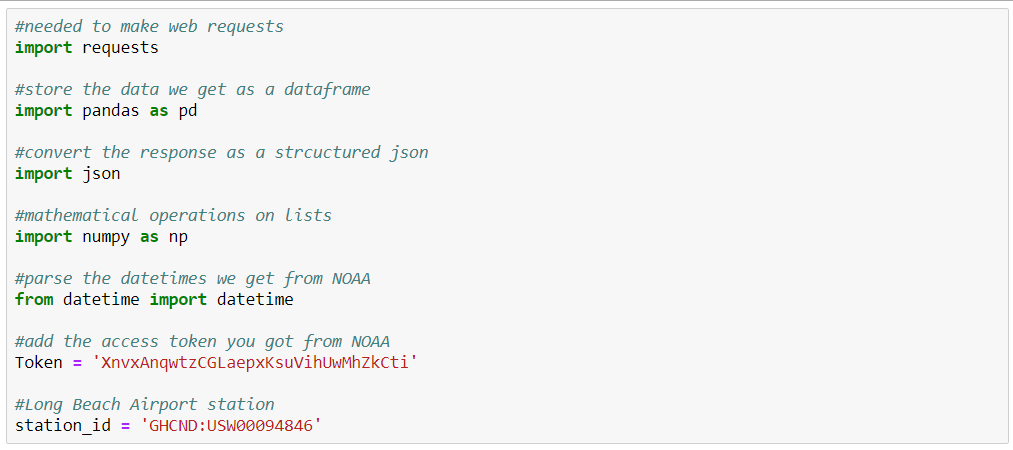 #needed to make web requests
import requests
#store the data we get as a dataframe
import pandas as pd
#convert the response as a strcuctured json
import json
#mathematical operations on lists
import numpy as np
#parse the datetimes we get from NOAA
from datetime import datetime
#add the access token you got from NOAA
Token = 'XnvxAnqwtzCGLaepxKsuVihUwMhZkCti'
#Long Beach Airport station
station_id = 'GHCND:USW00094846'